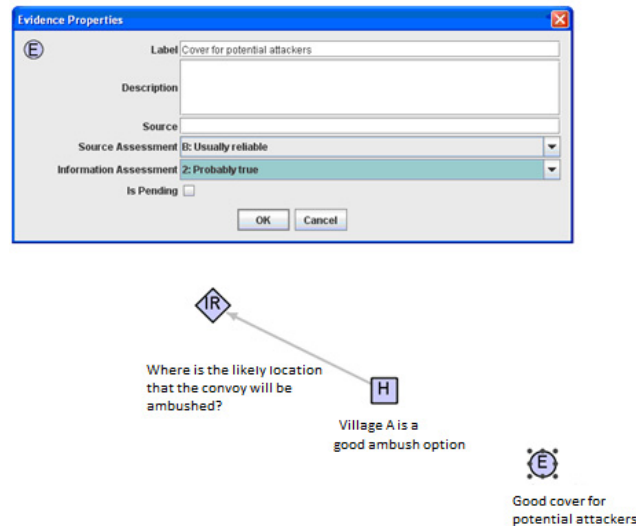 Evidence Properties
E
Label Cover for potential attackers
Description
Source
Source Assessment B: Usually reliable
Information Assessment 2: Probably true
Is Pending
OK Cancel
IR
Where is the likely location
that the convoy will be
ambushed?
H
Village A is a
good ambush option
E
Good cover for
potential attackers